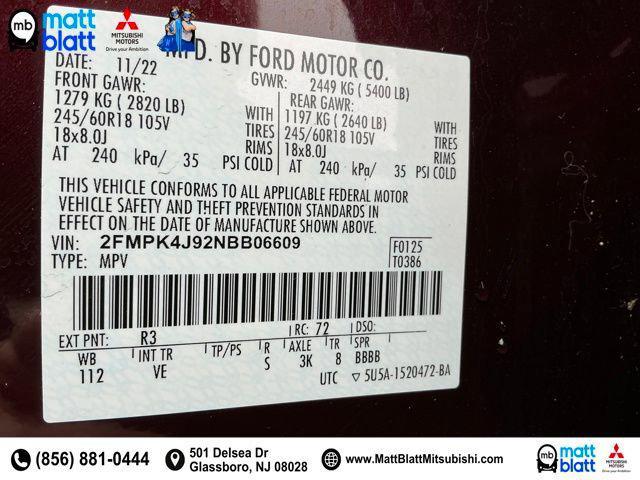 mb matt blatt MITSUBISHI MOTORS matt blatt
MFD. BY FORD MOTOR CO.
DATE: 11/22 GVWR: 2449 KG ( 5400 LB)
FRONT GAWR: REAR GAWR:
1279 KG ( 2820 LB) WITH 1197 KG ( 2640 LB) WITH
245/60R18 105V TIRES 245/60R18 105V TIRES
18x8.0J RIMS 18x8.0J RIMS
AT 240 kPa/ 35 PSI COLD AT 240 kPa/ 35 PSI COLD
THIS VEHICLE CONFORMS TO ALL APPLICABLE FEDERAL MOTOR
VEHICLE SAFETY AND THEFT PREVENTION STANDARDS IN
EFFECT ON THE DATE OF MANUFACTURE SHOWN ABOVE.
VIN: 2FMPK4J92NBB06609 F0125
TYPE: MPV T0386
EXT PNT: R3 RC: 72 DSO:
WB INT TR TP/PS R AXLE TR SPR
112 VE S 3K 8 BBBB
UTC ▽ 5U5A-1520472-BA
(856) 881-0444 501 Delsea Dr www.MattBlattMitsubishi.com mb matt blatt MITSUBISHI MOTORS
Glassboro, NJ 08028